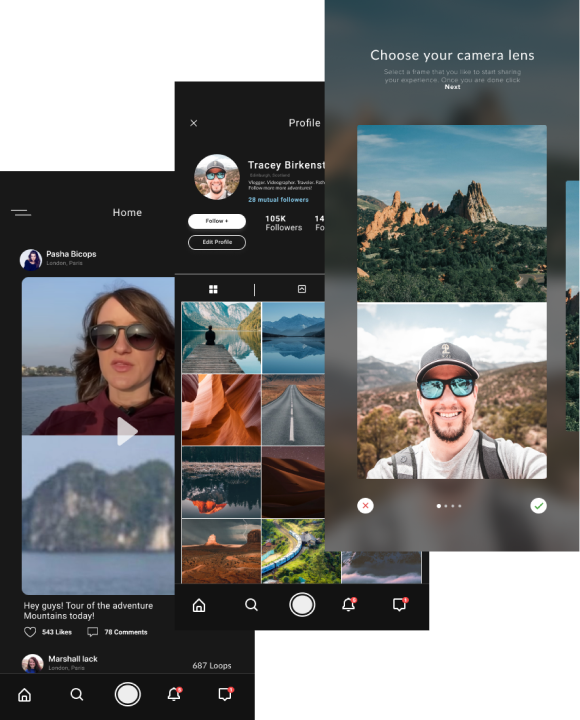 Choose your camera lens
Select a frame that you like to start sharing
your experience. Once you are done click
Next
Profile
Tracey Birkenst
Edinburgh, Scotland
Vlogger. Videographer. Traveler. Fath
Follow more more adventures!
28 mutual followers
Follow +
Edit Profile
105K
Followers
14
Fo
Home
Pasha Bicops
London, Paris
Hey guys! Tour of the adventure
Mountains today!
543 Likes
78 Comments
Marshall lack
London, Paris
687 Loops